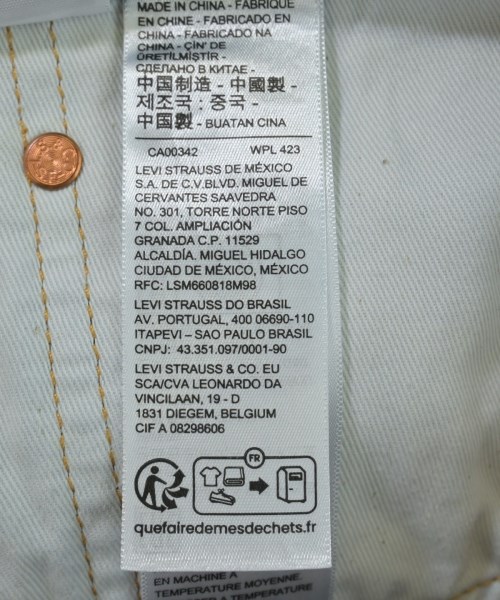 MADE IN CHINA - FABRIQUÉ
EN CHINE - FABRICADO EN
CHINA - FABRICADO NA
CHINA - ÇİN' DE
ÜRETİLMİŞTİR -
СДЕЛАНО В КИТАЕ -
中国制造 - 中國製 -
제조국 : 중국 -
中国製 - BUATAN CINA
CA00342 WPL 423
LEVI STRAUSS DE MÉXICO
S.A. DE C.V.BLVD. MIGUEL DE
CERVANTES SAAVEDRA
NO. 301, TORRE NORTE PISO
7 COL. AMPLIACIÓN
GRANADA C.P. 11529
ALCALDÍA. MIGUEL HIDALGO
CIUDAD DE MÉXICO, MÉXICO
RFC: LSM660818M98
LEVI STRAUSS DO BRASIL
AV. PORTUGAL, 400 06690-110
ITAPEVI – SAO PAULO BRASIL
CNPJ: 43.351.097/0001-90
LEVI STRAUSS & CO. EU
SCA/CVA LEONARDO DA
VINCILAAN, 19 - D
1831 DIEGEM, BELGIUM
CIF A 08298606
FR
quefairedemesdechets.fr
EN MACHINE A
TEMPERATURE MOYENNE.